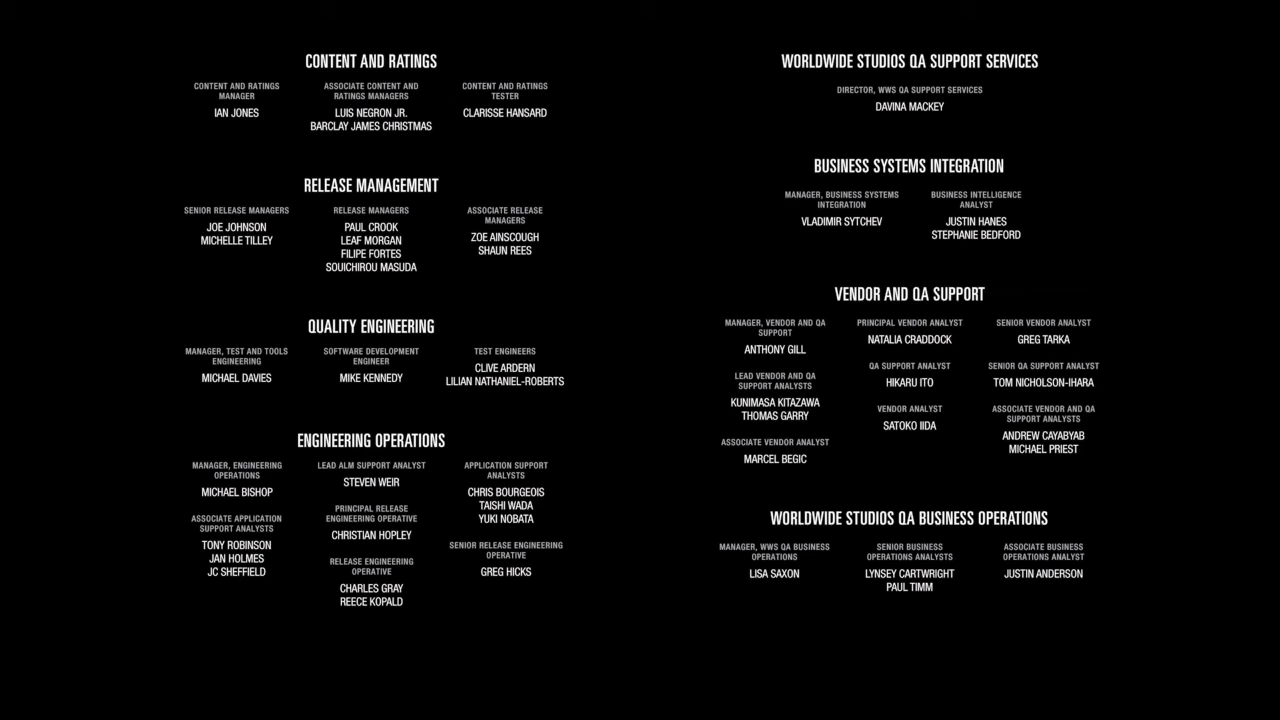 CONTENT AND RATINGS
CONTENT AND RATINGS
MANAGER
IAN JONES
ASSOCIATE CONTENT AND
RATINGS MANAGERS
LUIS NEGRON JR.
BARCLAY JAMES CHRISTMAS
CONTENT AND RATINGS
TESTER
CLARISSE HANSARD
RELEASE MANAGEMENT
SENIOR RELEASE MANAGERS
JOE JOHNSON
MICHELLE TILLEY
RELEASE MANAGERS
PAUL CROOK
LEAF MORGAN
FILIPE FORTES
SOUICHIROU MASUDA
ASSOCIATE RELEASE
MANAGERS
ZOE AINSCOUGH
SHAUN REES
QUALITY ENGINEERING
MANAGER, TEST AND TOOLS
ENGINEERING
MICHAEL DAVIES
SOFTWARE DEVELOPMENT
ENGINEER
MIKE KENNEDY
TEST ENGINEERS
CLIVE ARDERN
LILIAN NATHANIEL-ROBERTS
ENGINEERING OPERATIONS
MANAGER, ENGINEERING
OPERATIONS
MICHAEL BISHOP
ASSOCIATE APPLICATION
SUPPORT ANALYSTS
TONY ROBINSON
JAN HOLMES
JC SHEFFIELD
LEAD ALM SUPPORT ANALYST
STEVEN WEIR
PRINCIPAL RELEASE
ENGINEERING OPERATIVE
CHRISTIAN HOPLEY
RELEASE ENGINEERING
OPERATIVE
CHARLES GRAY
REECE KOPALD
APPLICATION SUPPORT
ANALYSTS
CHRIS BOURGEOIS
TAISHI WADA
YUKI NOBATA
SENIOR RELEASE ENGINEERING
OPERATIVE
GREG HICKS
WORLDWIDE STUDIOS QA SUPPORT SERVICES
DIRECTOR, WWS QA SUPPORT SERVICES
DAVINA MACKEY
BUSINESS SYSTEMS INTEGRATION
MANAGER, BUSINESS SYSTEMS
INTEGRATION
VLADIMIR SYTCHEV
BUSINESS INTELLIGENCE
ANALYST
JUSTIN HANES
STEPHANIE BEDFORD
VENDOR AND QA SUPPORT
MANAGER, VENDOR AND QA
SUPPORT
ANTHONY GILL
LEAD VENDOR AND QA
SUPPORT ANALYSTS
KUNIMASA KITAZAWA
THOMAS GARRY
ASSOCIATE VENDOR ANALYST
MARCEL BEGIC
PRINCIPAL VENDOR ANALYST
NATALIA CRADDOCK
QA SUPPORT ANALYST
HIKARU ITO
VENDOR ANALYST
SATOKO IIDA
SENIOR VENDOR ANALYST
GREG TARKA
SENIOR QA SUPPORT ANALYST
TOM NICHOLSON-IHARA
ASSOCIATE VENDOR AND QA
SUPPORT ANALYSTS
ANDREW CAYABYAB
MICHAEL PRIEST
WORLDWIDE STUDIOS QA BUSINESS OPERATIONS
MANAGER, WWS QA BUSINESS
OPERATIONS
LISA SAXON
SENIOR BUSINESS
OPERATIONS ANALYSTS
LYNSEY CARTWRIGHT
PAUL TIMM
ASSOCIATE BUSINESS
OPERATIONS ANALYST
JUSTIN ANDERSON